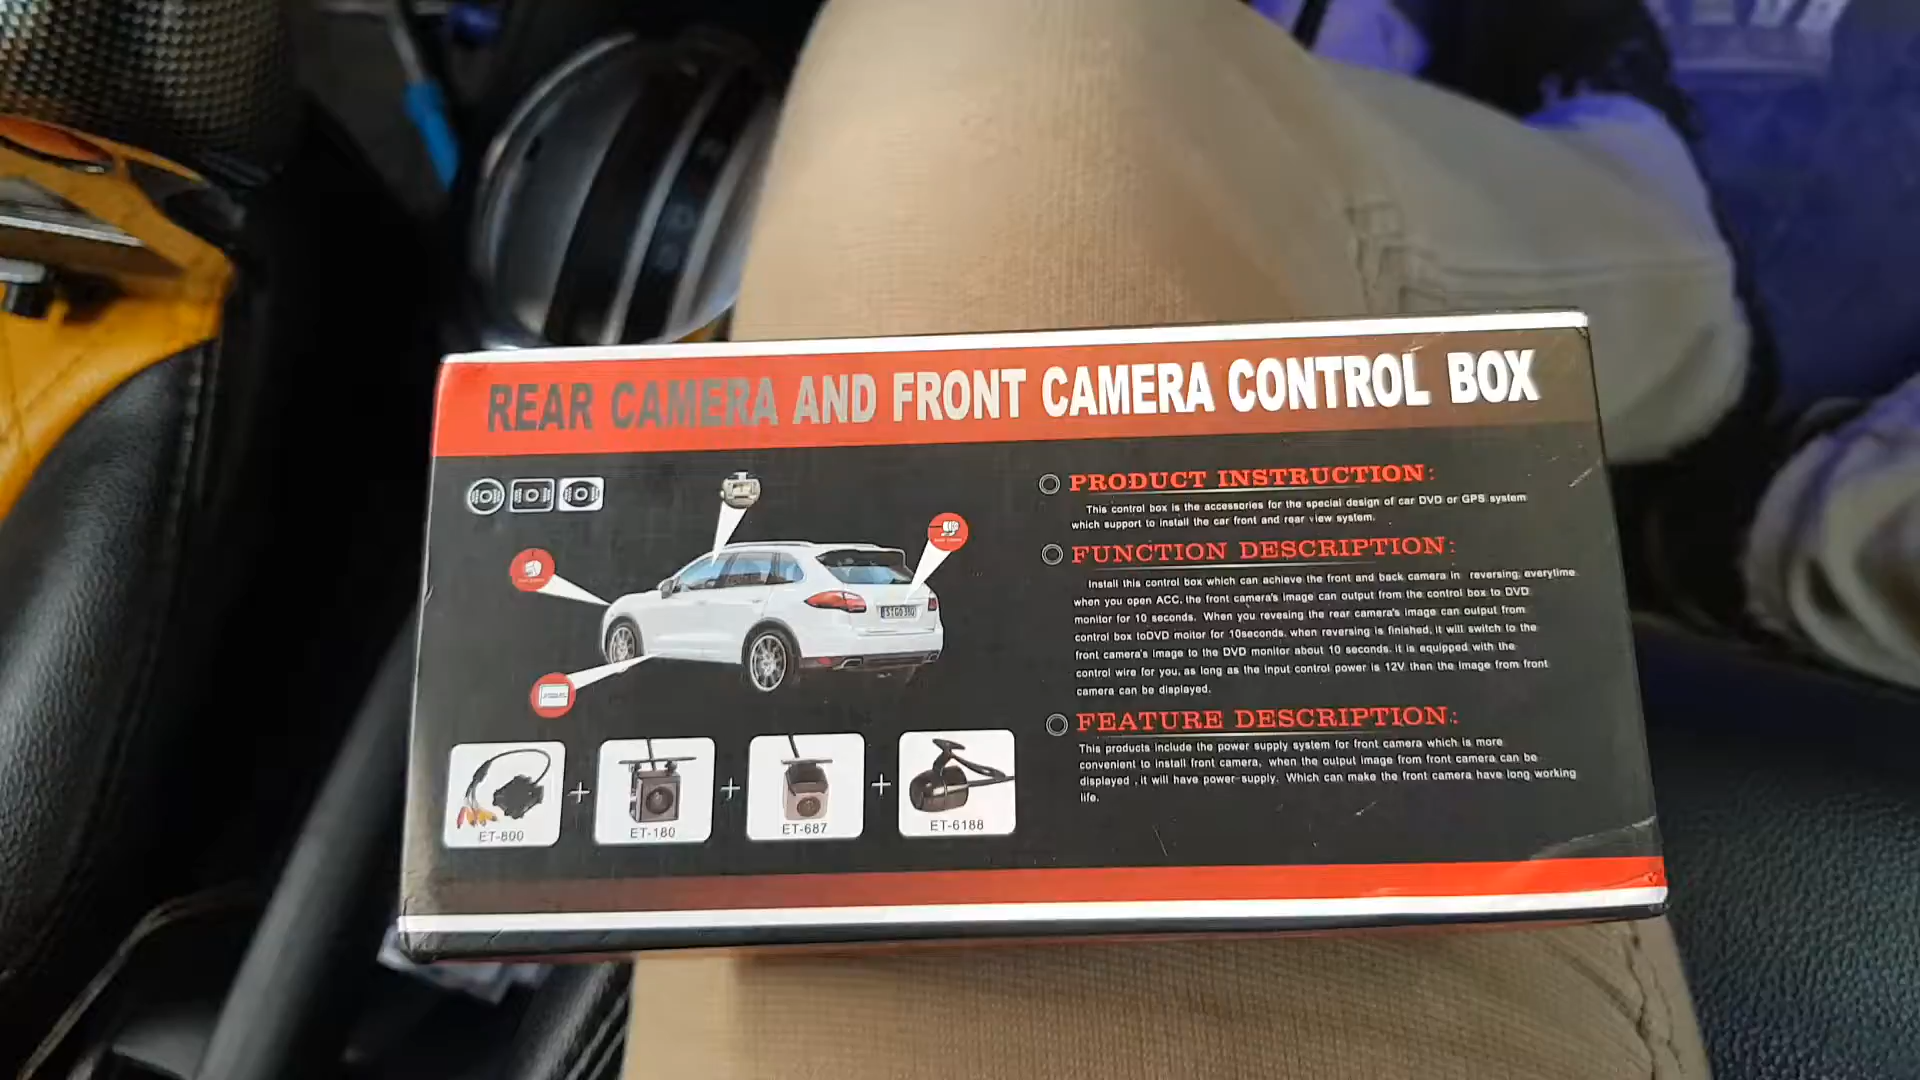 REAR CAMERA AND FRONT CAMERA CONTROL BOX
PRODUCT INSTRUCTION:
This control box is the accessories for the special design of car DVD or GPS system
which support to install the car front and rear view system.
FUNCTION DESCRIPTION:
Install this control box which can achieve the front and back camera in reversing; everytime
when you open ACC, the front camera's image can output from the control box to DVD
monitor for 10 seconds. When you revesing the rear camera's image can output from
control box toDVD moitor for 10seconds, when reversing is finished, it will switch to the
front camera's image to the DVD monitor about 10 seconds. it is equipped with the
control wire for you, as long as the input control power is 12V then the image from front
camera can be displayed.
FEATURE DESCRIPTION:
This products include the power supply system for front camera which is more
convenient to install front camera, when the output image from front camera can be
displayed , it will have power-supply. Which can make the front camera have long working
life.
ET-800
+
ET-180
+
ET-687
+
ET-6188